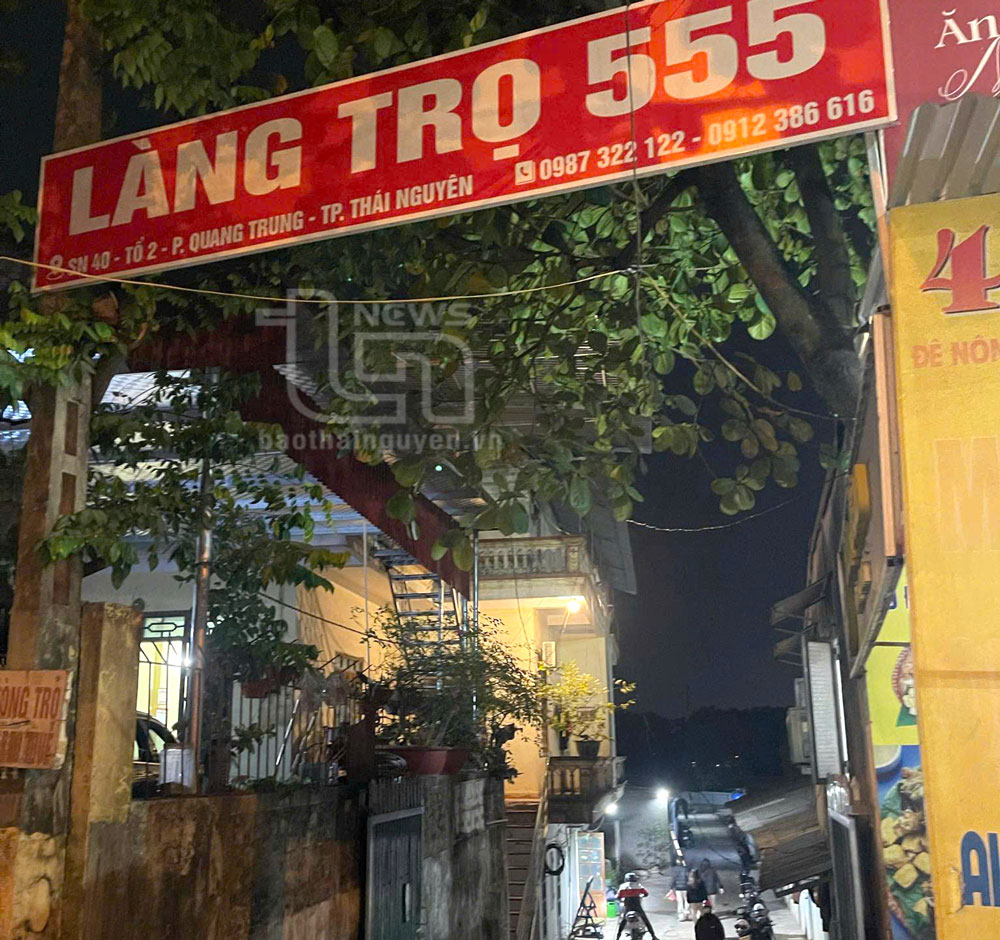 LÀNG TRỌ 555
SN 40 - TỔ 2 - P. QUANG TRUNG - TP. THÁI NGUYÊN
0987 322 122 - 0912 386 616
ĂN
4
ĐÊ NÔN
NEWS
baothainguyen.vn
TRỌ